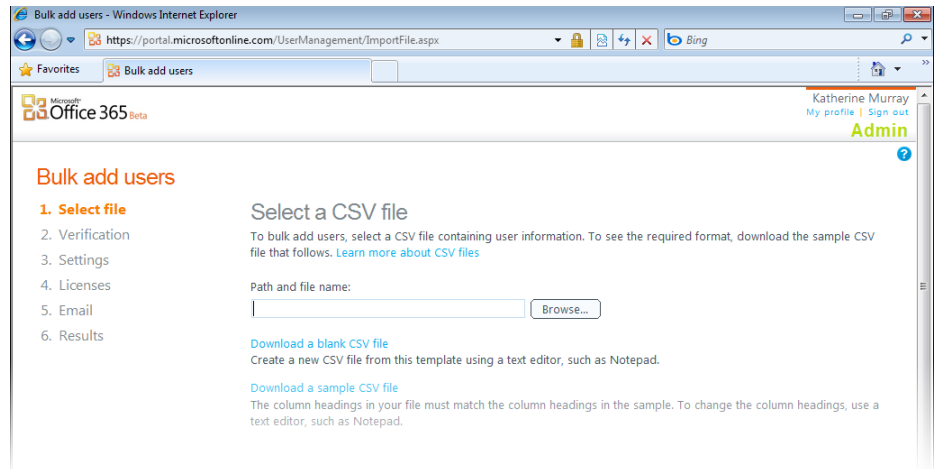 Bulk add users - Windows Internet Explorer
https://portal.microsoftonline.com/UserManagement/ImportFile.aspx
Bing
Favorites
Bulk add users
Microsoft
Office 365 Beta
Katherine Murray
My profile | Sign out
Admin
Bulk add users
1. Select file
2. Verification
3. Settings
4. Licenses
5. Email
6. Results
Select a CSV file
To bulk add users, select a CSV file containing user information. To see the required format, download the sample CSV
file that follows. Learn more about CSV files
Path and file name:
Browse...
Download a blank CSV file
Create a new CSV file from this template using a text editor, such as Notepad.
Download a sample CSV file
The column headings in your file must match the column headings in the sample. To change the column headings, use a
text editor, such as Notepad.